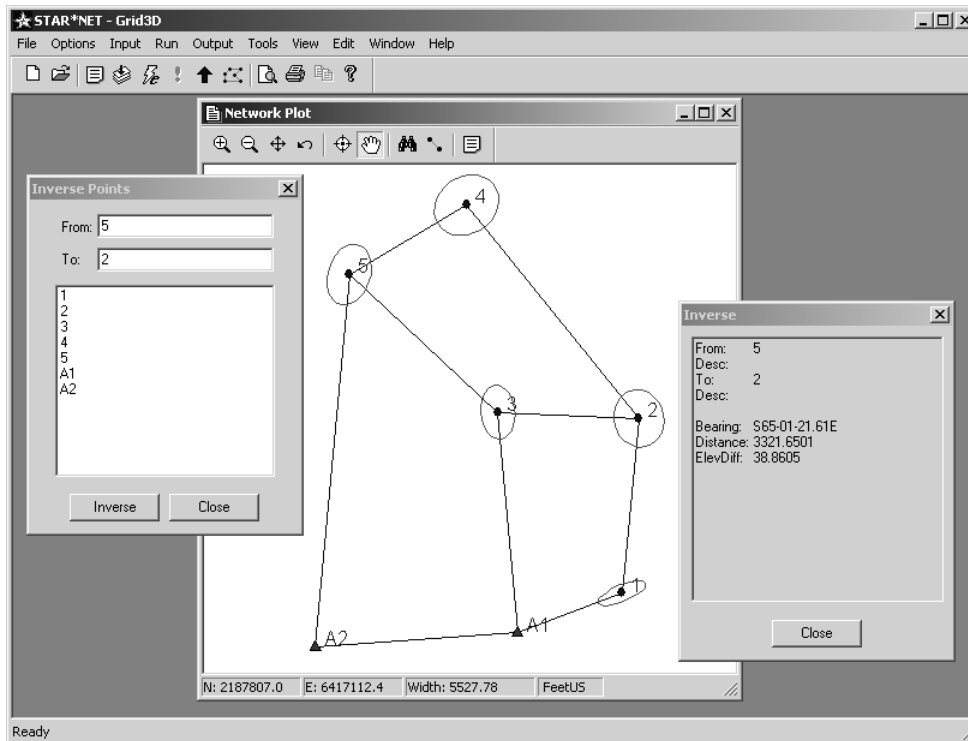 STAR*NET - Grid3D
File Options Input Run Output Tools View Edit Window Help
Network Plot
Inverse Points
From: 5
To: 2
1
2
3
4
5
A1
A2
Inverse Close
4
5
3
2
1
A1
A2
Inverse
From: 5
Desc:
To: 2
Desc:
Bearing: S65-01-21.61E
Distance: 3321.6501
ElevDiff: 38.8605
Close
N: 2187807.0 E: 6417112.4 Width: 5527.78 FeetUS
Ready